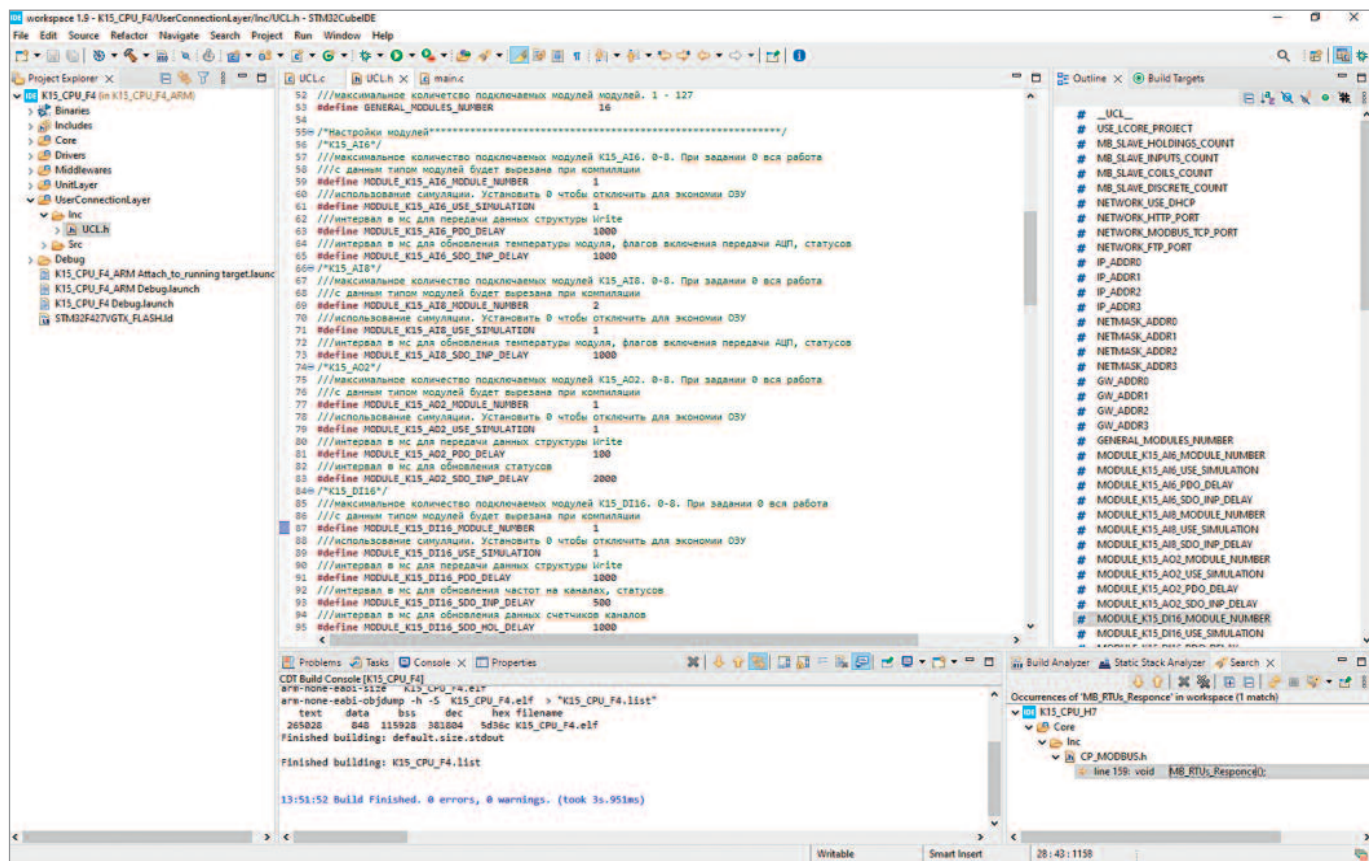 workspace 1.9 - K15_CPU_F4/UserConnectionLayer/Inc/UCL.h - STM32CubeIDE
File Edit Source Refactor Navigate Search Project Run Window Help
Project Explorer
K15_CPU_F4 (in K15_CPU_F4_ARM)
Binaries
Includes
Core
Drivers
Middlewares
UnitLayer
UserConnectionLayer
Inc
UCL.h
Src
Debug
K15_CPU_F4_ARM Attach_to_running target.launc
K15_CPU_F4_ARM Debug.launch
K15_CPU_F4 Debug.launch
STM32F427VGTX_FLASH.ld
UCL.c UCL.h main.c
52 ///максимальное количетсво подключаемых модулей модулей. 1 - 127
53 #define GENERAL_MODULES_NUMBER 16
54
55 /*Настройки модулей*******************************************************************/
56 /*K15_AI6*/
57 ///максимальное количество подключаемых модулей K15_AI6. 0-8. При задании 0 вся работа
58 ///с данным типом модулей будет вырезана при компиляции
59 #define MODULE_K15_AI6_MODULE_NUMBER 1
60 ///использование симуляции. Установить 0 чтобы отключить для экономии ОЗУ
61 #define MODULE_K15_AI6_USE_SIMULATION 1
62 ///интервал в мс для передачи данных структуры Write
63 #define MODULE_K15_AI6_PDO_DELAY 1000
64 ///интервал в мс для обновления температуры модуля, флагов включения передачи АЦП, статусов
65 #define MODULE_K15_AI6_SDO_INP_DELAY 1000
66 /*K15_AI8*/
67 ///максимальное количество подключаемых модулей K15_AI8. 0-8. При задании 0 вся работа
68 ///с данным типом модулей будет вырезана при компиляции
69 #define MODULE_K15_AI8_MODULE_NUMBER 2
70 ///использование симуляции. Установить 0 чтобы отключить для экономии ОЗУ
71 #define MODULE_K15_AI8_USE_SIMULATION 1
72 ///интервал в мс для обновления температуры модуля, флагов включения передачи АЦП, статусов
73 #define MODULE_K15_AI8_SDO_INP_DELAY 1000
74 /*K15_AO2*/
75 ///максимальное количество подключаемых модулей K15_AO2. 0-8. При задании 0 вся работа
76 ///с данным типом модулей будет вырезана при компиляции
77 #define MODULE_K15_AO2_MODULE_NUMBER 1
78 ///использование симуляции. Установить 0 чтобы отключить для экономии ОЗУ
79 #define MODULE_K15_AO2_USE_SIMULATION 1
80 ///интервал в мс для передачи данных структуры Write
81 #define MODULE_K15_AO2_PDO_DELAY 100
82 ///интервал в мс для обновления статусов
83 #define MODULE_K15_AO2_SDO_INP_DELAY 2000
84 /*K15_DI16*/
85 ///максимальное количество подключаемых модулей K15_DI16. 0-8. При задании 0 вся работа
86 ///с данным типом модулей будет вырезана при компиляции
87 #define MODULE_K15_DI16_MODULE_NUMBER 1
88 ///использование симуляции. Установить 0 чтобы отключить для экономии ОЗУ
89 #define MODULE_K15_DI16_USE_SIMULATION 1
90 ///интервал в мс для передачи данных структуры Write
91 #define MODULE_K15_DI16_PDO_DELAY 1000
92 ///интервал в мс для обновления частот на каналах, статусов
93 #define MODULE_K15_DI16_SDO_INP_DELAY 500
94 ///интервал в мс для обновления данных счетчиков каналов
95 #define MODULE_K15_DI16_SDO_HOL_DELAY 1000
Outline Build Targets
__UCL__
USE_LCORE_PROJECT
MB_SLAVE_HOLDINGS_COUNT
MB_SLAVE_INPUTS_COUNT
MB_SLAVE_COILS_COUNT
MB_SLAVE_DISCRETE_COUNT
NETWORK_USE_DHCP
NETWORK_HTTP_PORT
NETWORK_MODBUS_TCP_PORT
NETWORK_FTP_PORT
IP_ADDR0
IP_ADDR1
IP_ADDR2
IP_ADDR3
NETMASK_ADDR0
NETMASK_ADDR1
NETMASK_ADDR2
NETMASK_ADDR3
GW_ADDR0
GW_ADDR1
GW_ADDR2
GW_ADDR3
GENERAL_MODULES_NUMBER
MODULE_K15_AI6_MODULE_NUMBER
MODULE_K15_AI6_USE_SIMULATION
MODULE_K15_AI6_PDO_DELAY
MODULE_K15_AI6_SDO_INP_DELAY
MODULE_K15_AI8_MODULE_NUMBER
MODULE_K15_AI8_USE_SIMULATION
MODULE_K15_AI8_SDO_INP_DELAY
MODULE_K15_AO2_MODULE_NUMBER
MODULE_K15_AO2_USE_SIMULATION
MODULE_K15_AO2_PDO_DELAY
MODULE_K15_AO2_SDO_INP_DELAY
MODULE_K15_DI16_MODULE_NUMBER
MODULE_K15_DI16_USE_SIMULATION
Problems Tasks Console Properties
CDT Build Console [K15_CPU_F4]
arm-none-eabi-size K15_CPU_F4.elf
arm-none-eabi-objdump -h -S K15_CPU_F4.elf > "K15_CPU_F4.list"
text data bss dec hex filename
265028 848 115928 381804 5d36c K15_CPU_F4.elf
Finished building: default.size.stdout
Finished building: K15_CPU_F4.list
13:51:52 Build Finished. 0 errors, 0 warnings. (took 3s.951ms)
Build Analyzer Static Stack Analyzer Search
Occurrences of 'MB_RTUs_Responce' in workspace (1 match)
K15_CPU_H7
Core
Inc
CP_MODBUS.h
line 159: void MB_RTUs_Responce();
Writable Smart Insert 28:43:1158